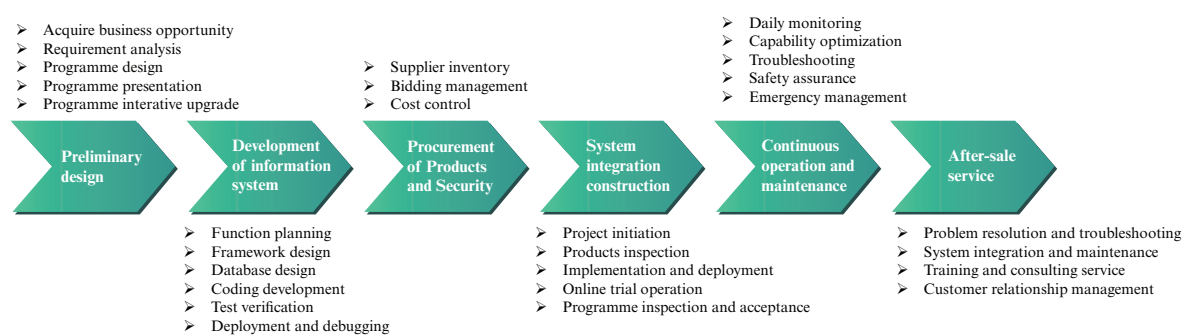 Acquire business opportunity
Requirement analysis
Programme design
Programme presentation
Programme interative upgrade
Supplier inventory
Bidding management
Cost control
Daily monitoring
Capability optimization
Troubleshooting
Safety assurance
Emergency management
Preliminary
design
Development
of information
system
Procurement
of Products
and Security
System
integration
construction
Continuous
operation and
maintenance
After-sale
service
Function planning
Framework design
Database design
Coding development
Test verification
Deployment and debugging
Project initiation
Products inspection
Implementation and deployment
Online trial operation
Programme inspection and acceptance
Problem resolution and troubleshooting
System integration and maintenance
Training and consulting service
Customer relationship management